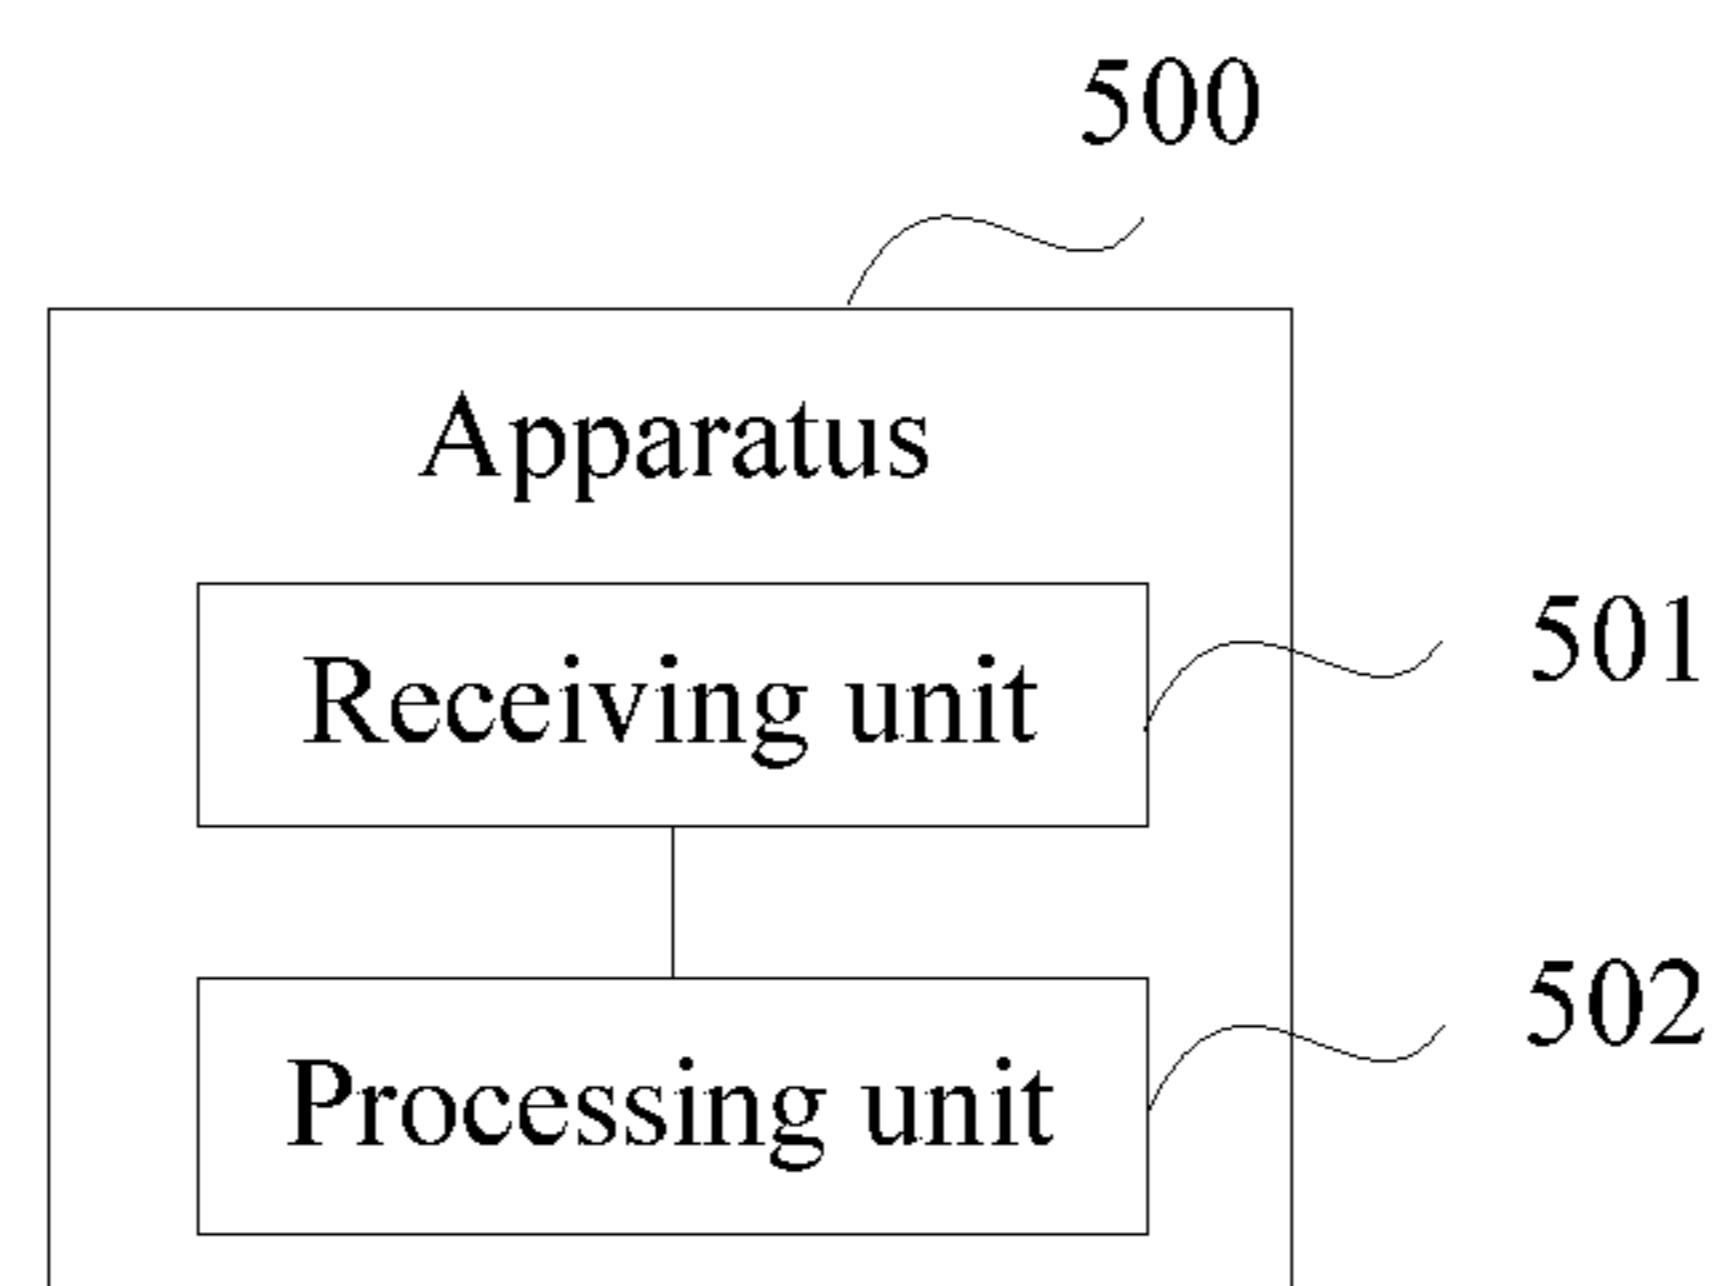 500
Apparatus
Receiving unit
501
Processing unit
502